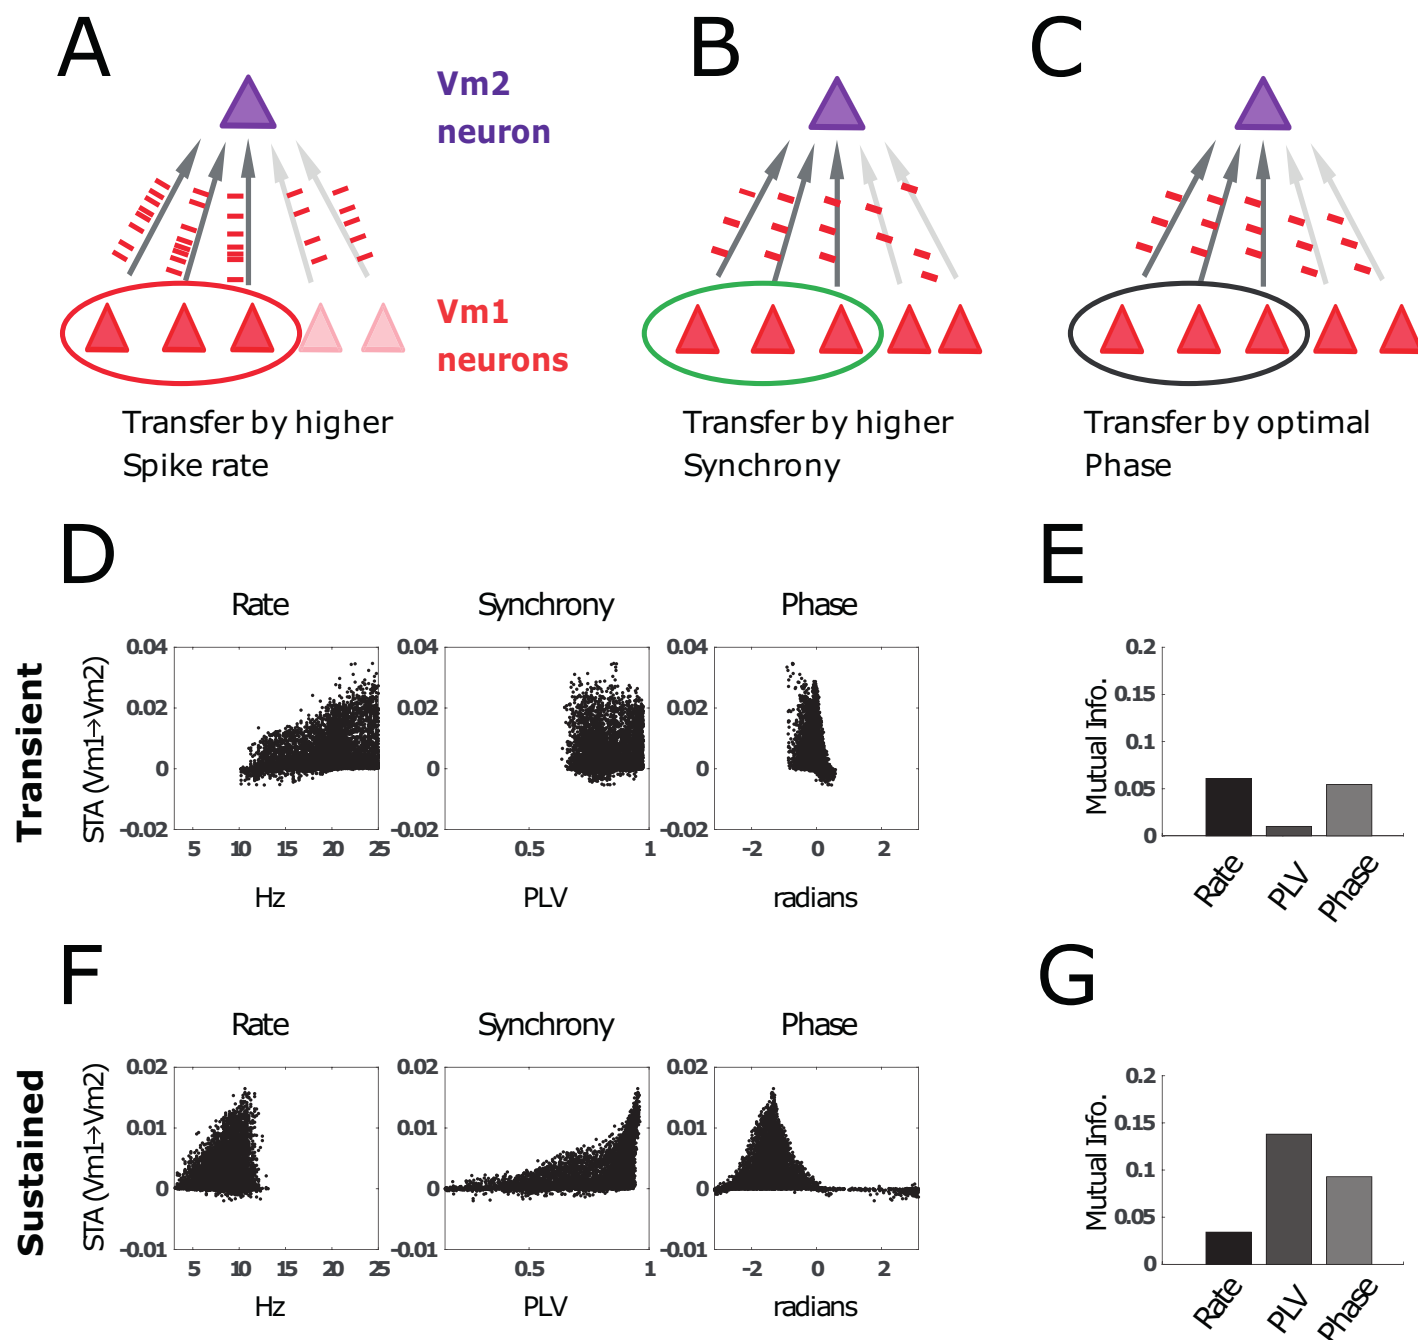 A
B
C
Vm2
neuron
Vm1
neurons
Transfer by higher
Spike rate
Transfer by higher
Synchrony
Transfer by optimal
Phase
D
E
Transient
Rate
Synchrony
Phase
STA (Vm1→Vm2)
0.04
0.02
0
-0.02
5 10 15 20 25
Hz
0.04
0.02
0
-0.02
0.5 1
PLV
0.04
0.02
0
-0.02
-2 0 2
radians
Mutual Info.
0.2
0.15
0.1
0.05
0
Rate
PLV
Phase
F
G
Sustained
Rate
Synchrony
Phase
STA (Vm1→Vm2)
0.02
0.01
0
-0.01
5 10 15 20 25
Hz
0.02
0.01
0
-0.01
0.5 1
PLV
0.02
0.01
0
-0.01
-2 0 2
radians
Mutual Info.
0.2
0.15
0.1
0.05
0
Rate
PLV
Phase